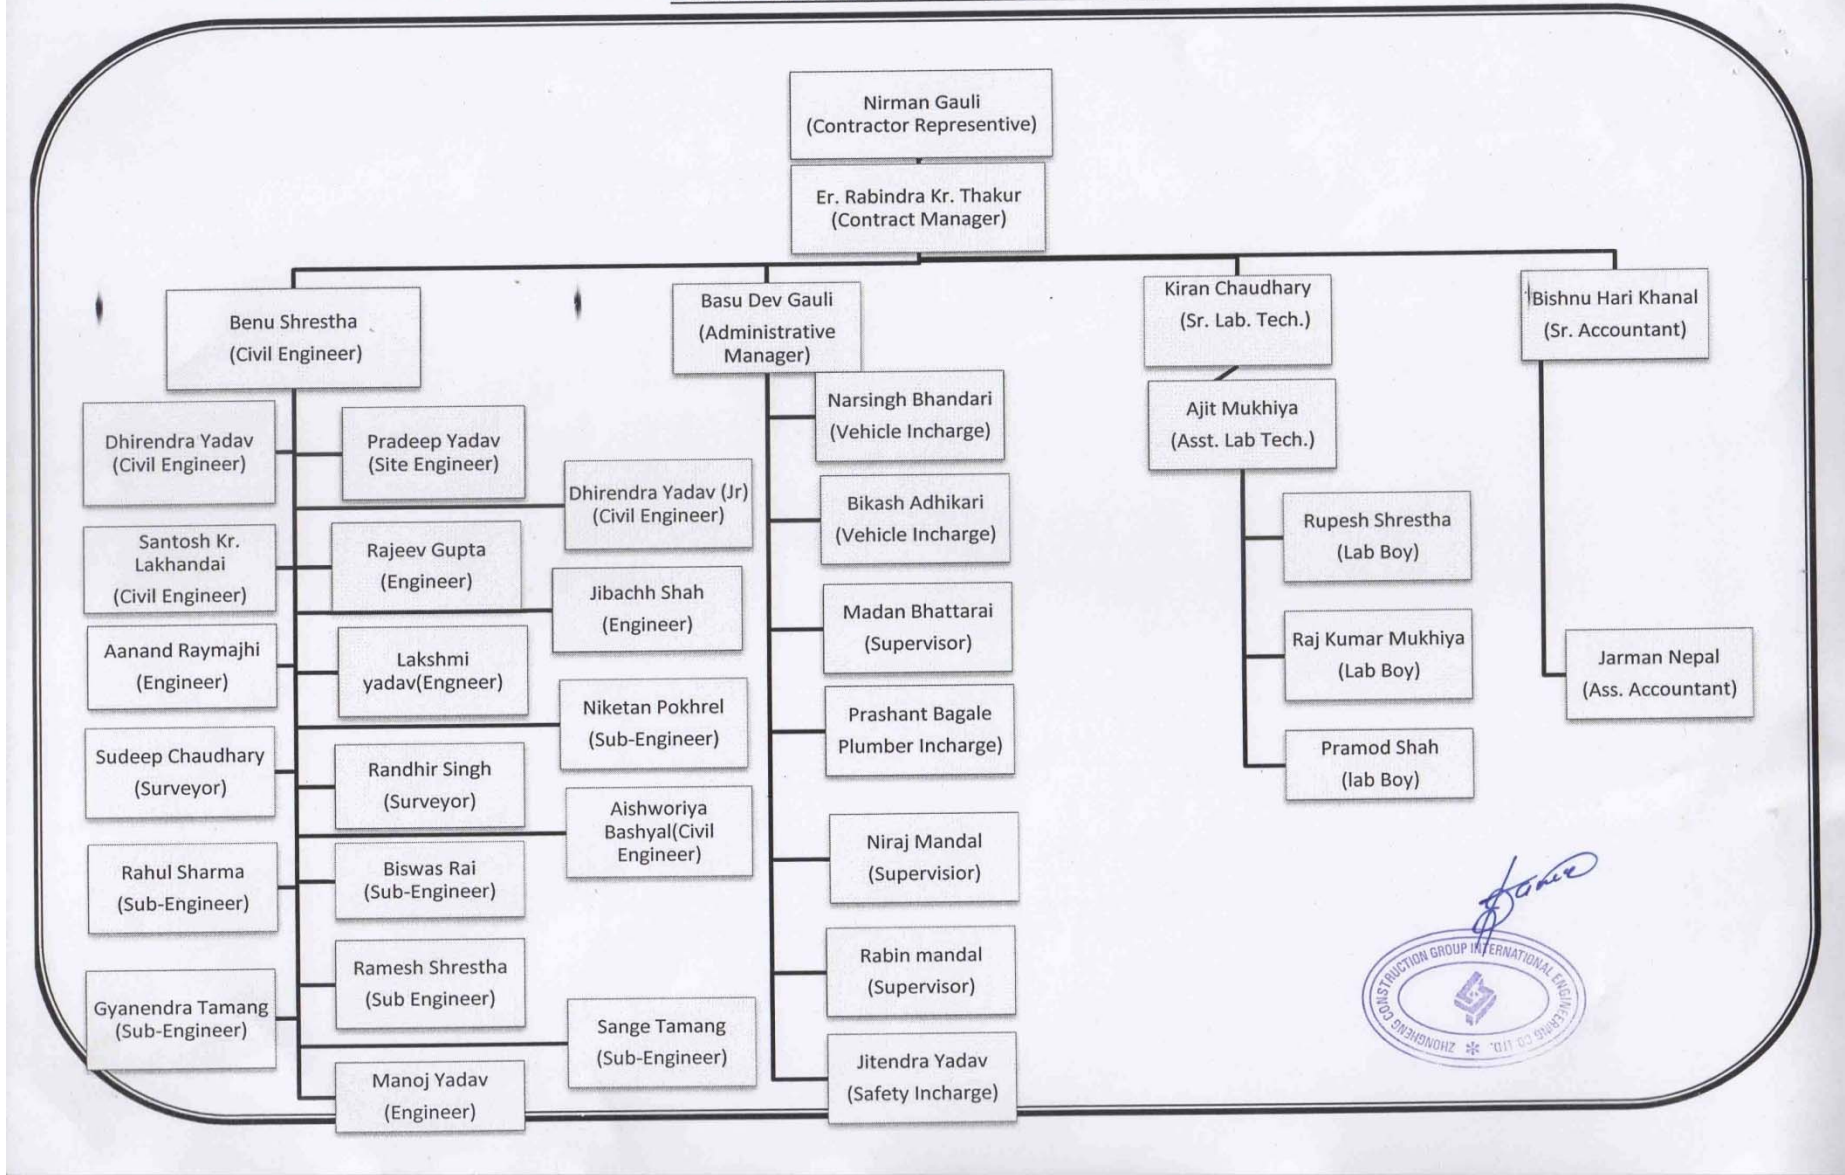 Nirman Gauli
(Contractor Representive)
Er. Rabindra Kr. Thakur
(Contract Manager)
Benu Shrestha
(Civil Engineer)
Basu Dev Gauli
(Administrative
Manager)
Kiran Chaudhary
(Sr. Lab. Tech.)
Bishnu Hari Khanal
(Sr. Accountant)
Dhirendra Yadav
(Civil Engineer)
Pradeep Yadav
(Site Engineer)
Dhirendra Yadav (Jr)
(Civil Engineer)
Santosh Kr.
Lakhandai
(Civil Engineer)
Rajeev Gupta
(Engineer)
Jibachh Shah
(Engineer)
Aanand Raymajhi
(Engineer)
Lakshmi
yadav(Engneer)
Niketan Pokhrel
(Sub-Engineer)
Sudeep Chaudhary
(Surveyor)
Randhir Singh
(Surveyor)
Aishworiya
Bashyal(Civil
Engineer)
Rahul Sharma
(Sub-Engineer)
Biswas Rai
(Sub-Engineer)
Ramesh Shrestha
(Sub Engineer)
Gyanendra Tamang
(Sub-Engineer)
Sange Tamang
(Sub-Engineer)
Manoj Yadav
(Engineer)
Narsingh Bhandari
(Vehicle Incharge)
Bikash Adhikari
(Vehicle Incharge)
Madan Bhattarai
(Supervisor)
Prashant Bagale
Plumber Incharge)
Niraj Mandal
(Supervisior)
Rabin mandal
(Supervisor)
Jitendra Yadav
(Safety Incharge)
Ajit Mukhiya
(Asst. Lab Tech.)
Rupesh Shrestha
(Lab Boy)
Raj Kumar Mukhiya
(Lab Boy)
Pramod Shah
(lab Boy)
Jarman Nepal
(Ass. Accountant)
ZHONGHENG CONSTRUCTION GROUP INTERNATIONAL ENGINEERING CO LTD.